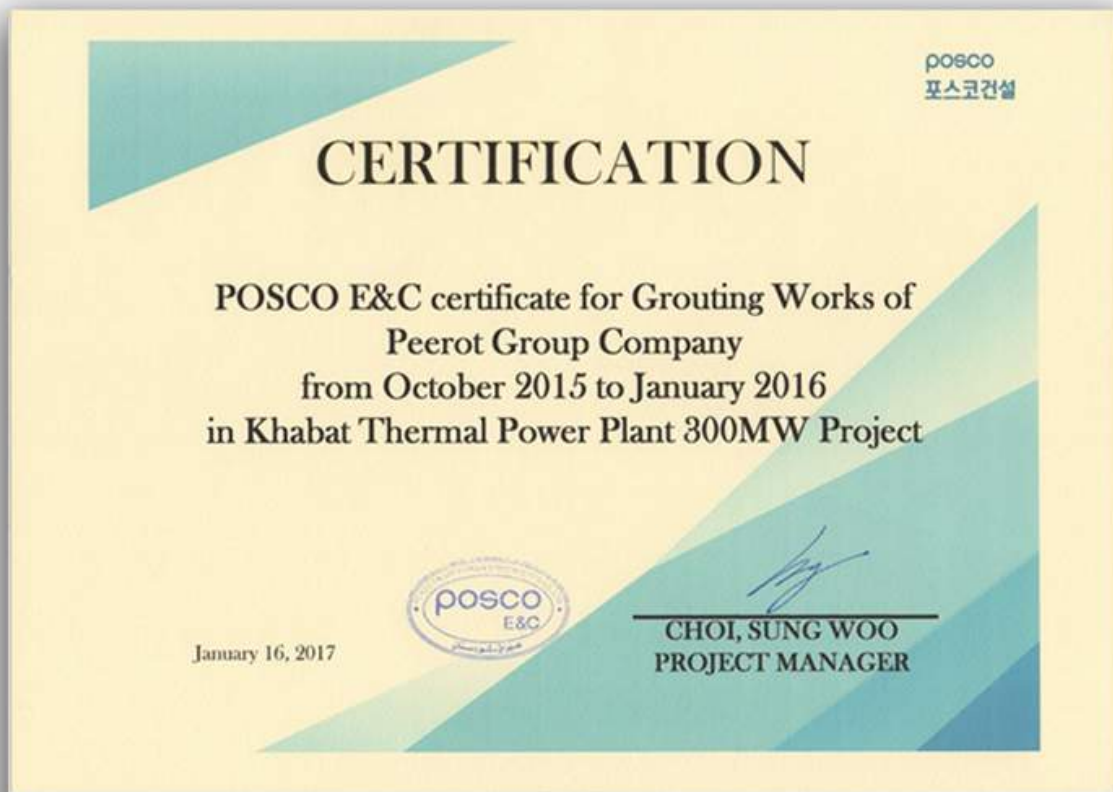 posco
포스코건설
CERTIFICATION
POSCO E&C certificate for Grouting Works of
Peerot Group Company
from October 2015 to January 2016
in Khabat Thermal Power Plant 300MW Project
posco
E&C
January 16, 2017
CHOI, SUNG WOO
PROJECT MANAGER